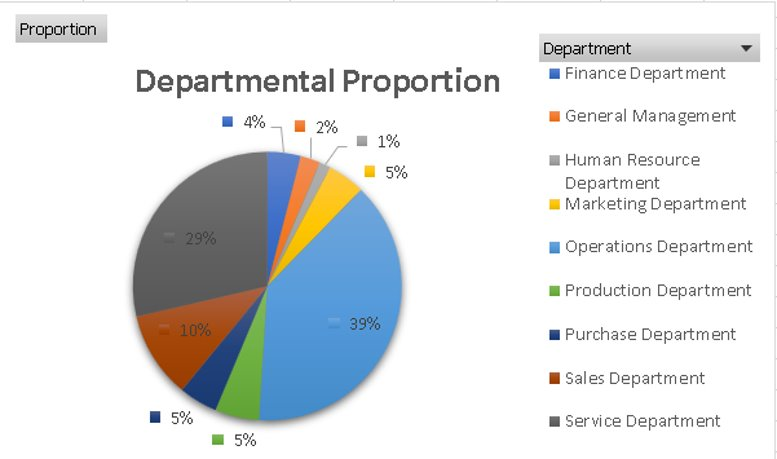 Proportion
Department
Departmental Proportion
Finance Department
General Management
Human Resource
Department
Marketing Department
Operations Department
Production Department
Purchase Department
Sales Department
Service Department
4%
2%
1%
5%
29%
39%
10%
5%
5%